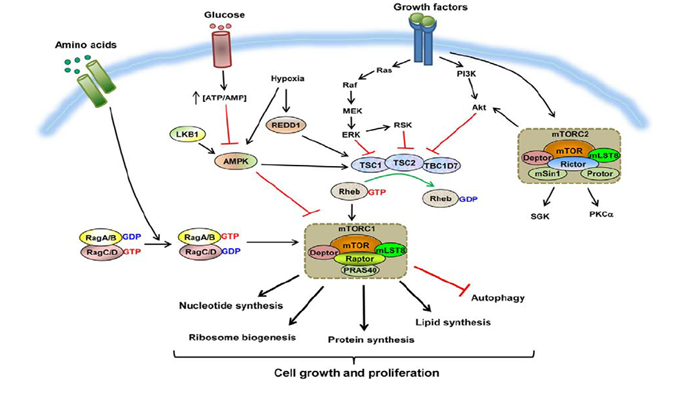 Glucose
Growth factors
Amino acids
Ras
PI3K
Hypoxia
Raf
↑ [ATP/AMP]
MEK
Akt
REDD1
RSK
mTORC2
LKB1
ERK
mTOR
Deptor
mLST8
AMPK
TSC1
TSC2
TBC1D7
Rictor
mSin1
Protor
Rheb GTP
Rheb GDP
SGK
PKCα
mTORC1
RagA/B GDP
RagA/B GTP
mTOR
RagC/D GTP
RagC/D GDP
Deptor
mLST8
Raptor
PRAS40
Autophagy
Nucleotide synthesis
Lipid synthesis
Ribosome biogenesis
Protein synthesis
Cell growth and proliferation